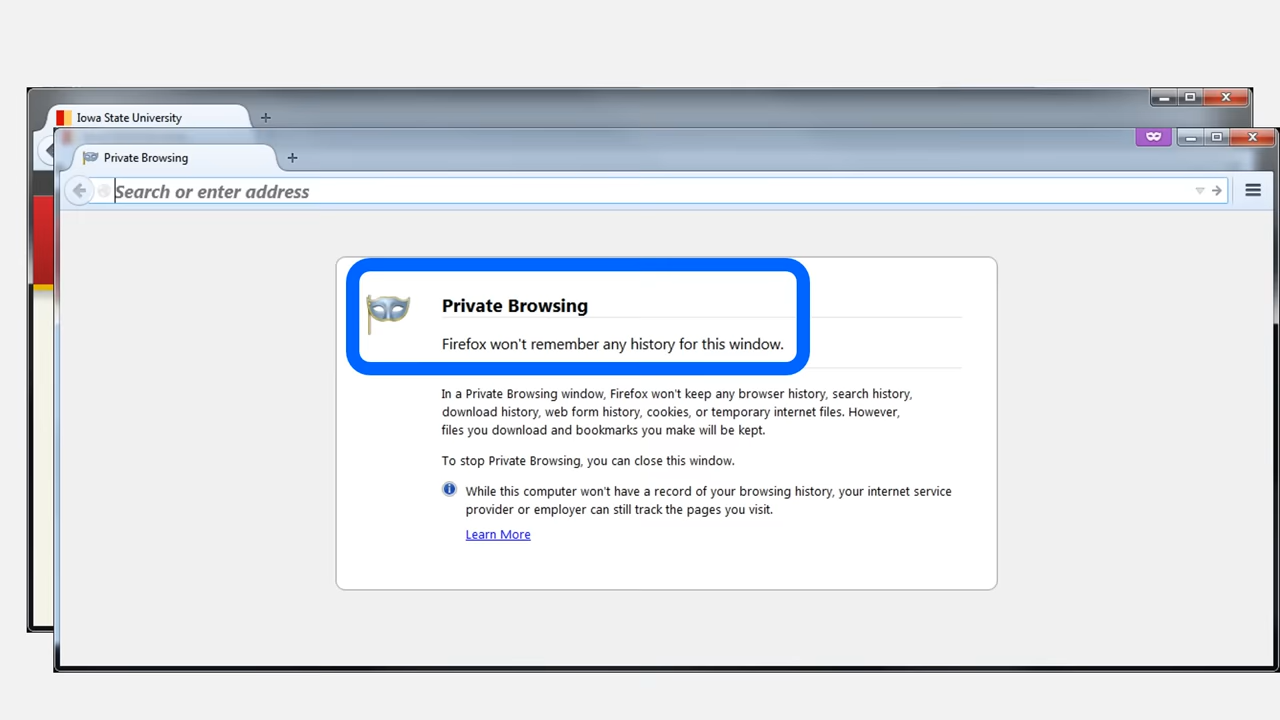 Iowa State University
Private Browsing
Search or enter address
Private Browsing
Firefox won't remember any history for this window.
In a Private Browsing window, Firefox won't keep any browser history, search history,
download history, web form history, cookies, or temporary internet files. However,
files you download and bookmarks you make will be kept.
To stop Private Browsing, you can close this window.
While this computer won't have a record of your browsing history, your internet service
provider or employer can still track the pages you visit.
Learn More